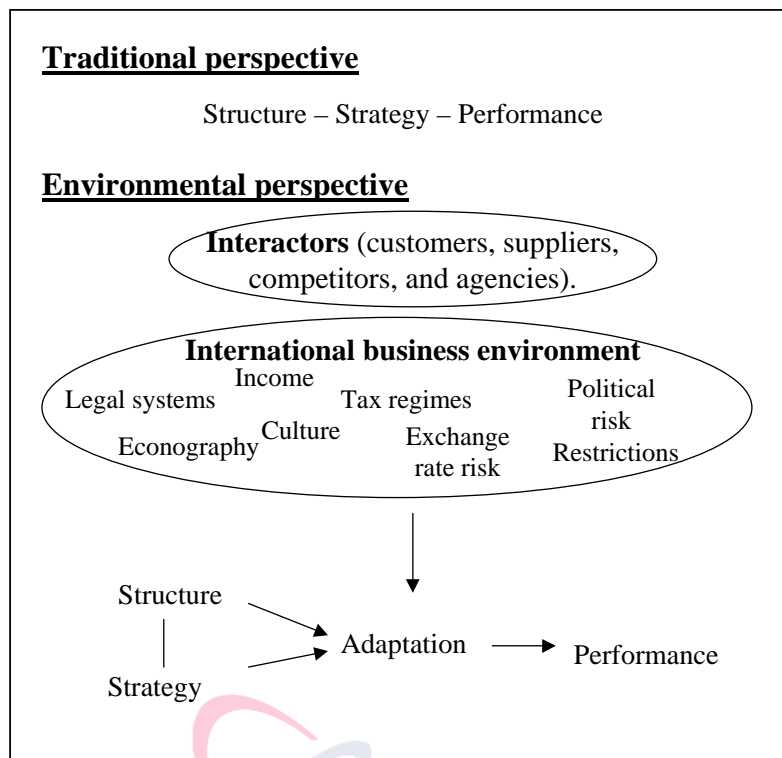 Traditional perspective
Structure – Strategy – Performance
Environmental perspective
Interactors (customers, suppliers,
competitors, and agencies).
International business environment
Legal systems
Income
Tax regimes
Political
risk
Econography
Culture
Exchange
rate risk
Restrictions
Structure
Adaptation
Performance
Strategy